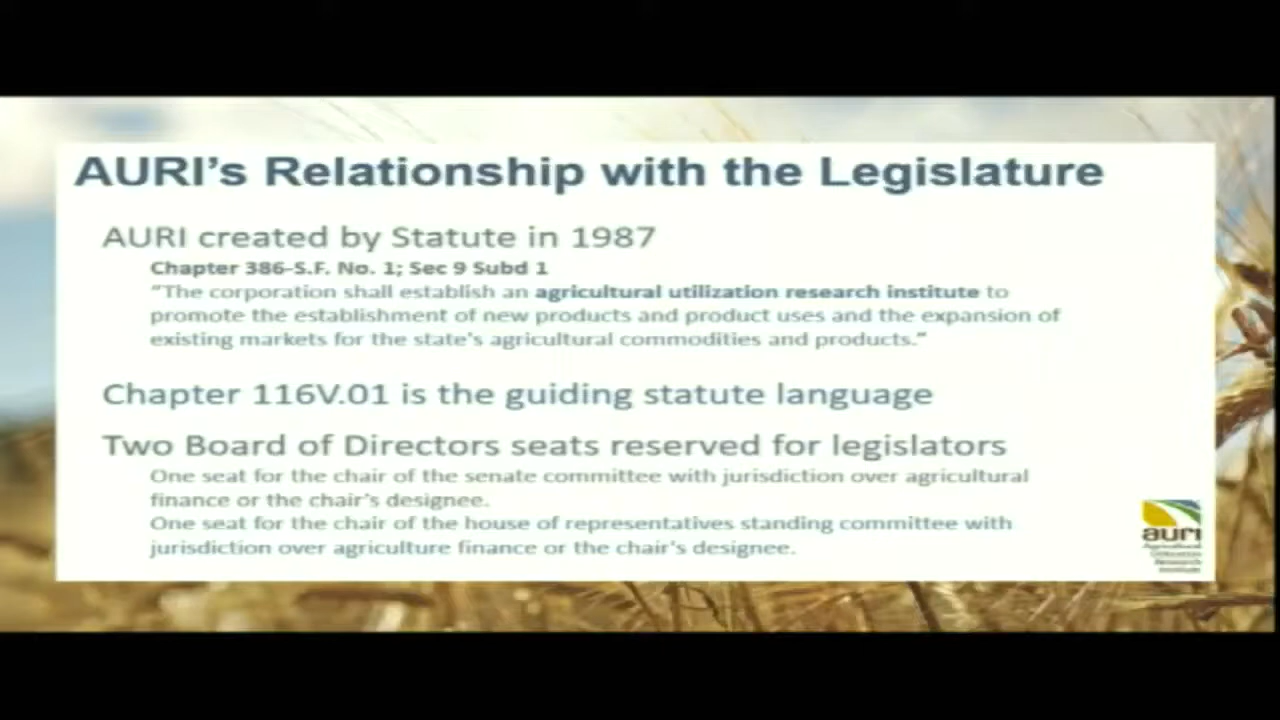 AURI's Relationship with the Legislature
AURI created by Statute in 1987
Chapter 386-S.F. No. 1; Sec 9 Subd 1
"The corporation shall establish an agricultural utilization research institute to
promote the establishment of new products and product uses and the expansion of
existing markets for the state's agricultural commodities and products."
Chapter 116V.01 is the guiding statute language
Two Board of Directors seats reserved for legislators
One seat for the chair of the senate committee with jurisdiction over agricultural
finance or the chair's designee.
One seat for the chair of the house of representatives standing committee with
jurisdiction over agriculture finance or the chair's designee.
auri
Agricultural
Utilization
Research
Institute